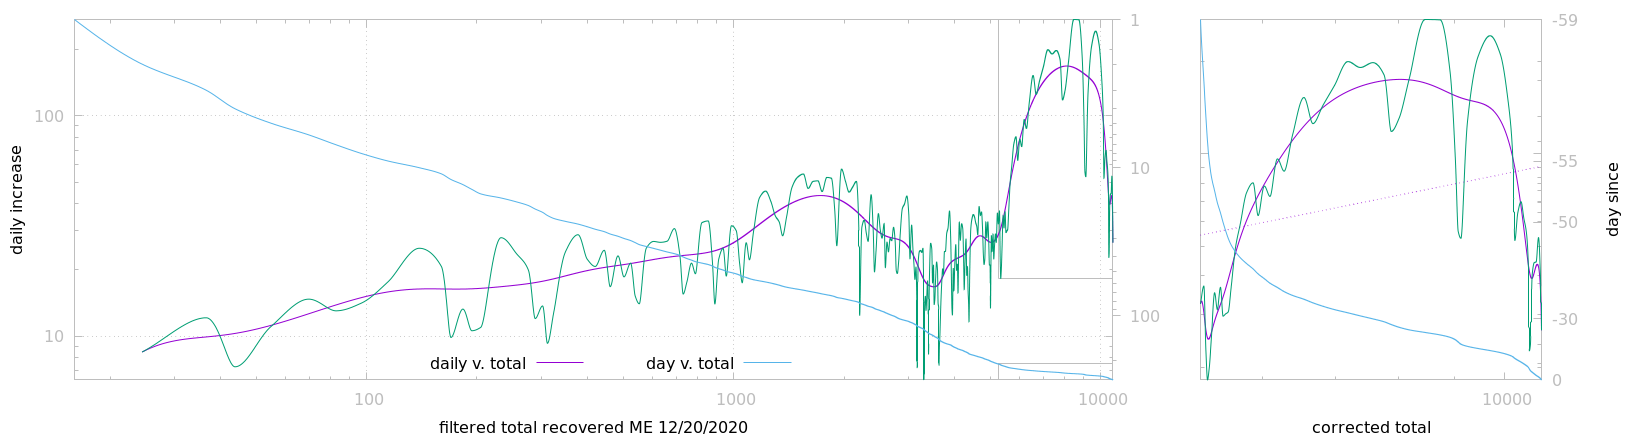 1
-59
100
daily increase
10
-55
day since
-50
100
-30
10
daily v. total
day v. total
0
100
1000
10000
10000
filtered total recovered ME 12/20/2020
corrected total